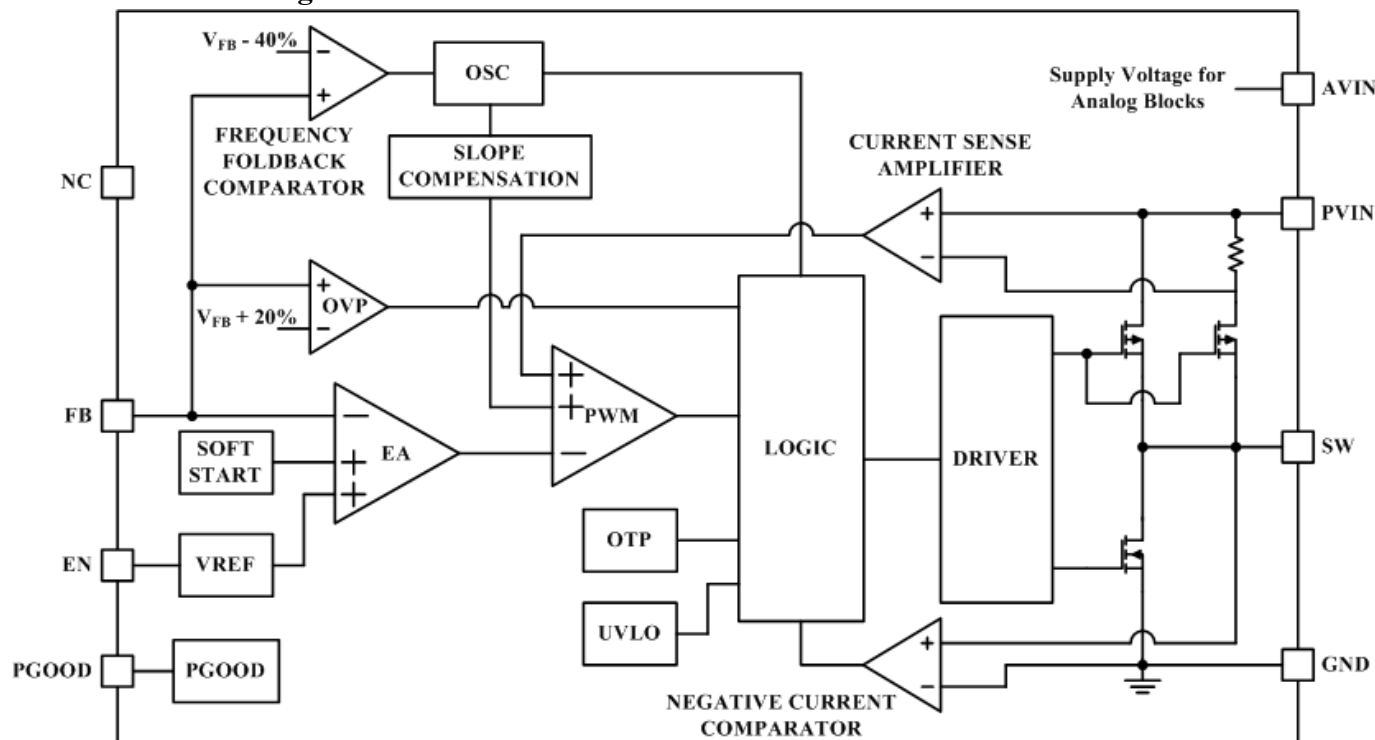 V_FB - 40%
−
+
OSC
FREQUENCY
FOLDBACK
COMPARATOR
SLOPE
COMPENSATION
Supply Voltage for
Analog Blocks
AVIN
NC
CURRENT SENSE
AMPLIFIER
+
−
PVIN
+
OVP
V_FB + 20%
−
FB
−
EA
+
+
SOFT
START
+
+
PWM
−
LOGIC
DRIVER
SW
EN
VREF
OTP
UVLO
PGOOD
PGOOD
+
−
GND
NEGATIVE CURRENT
COMPARATOR